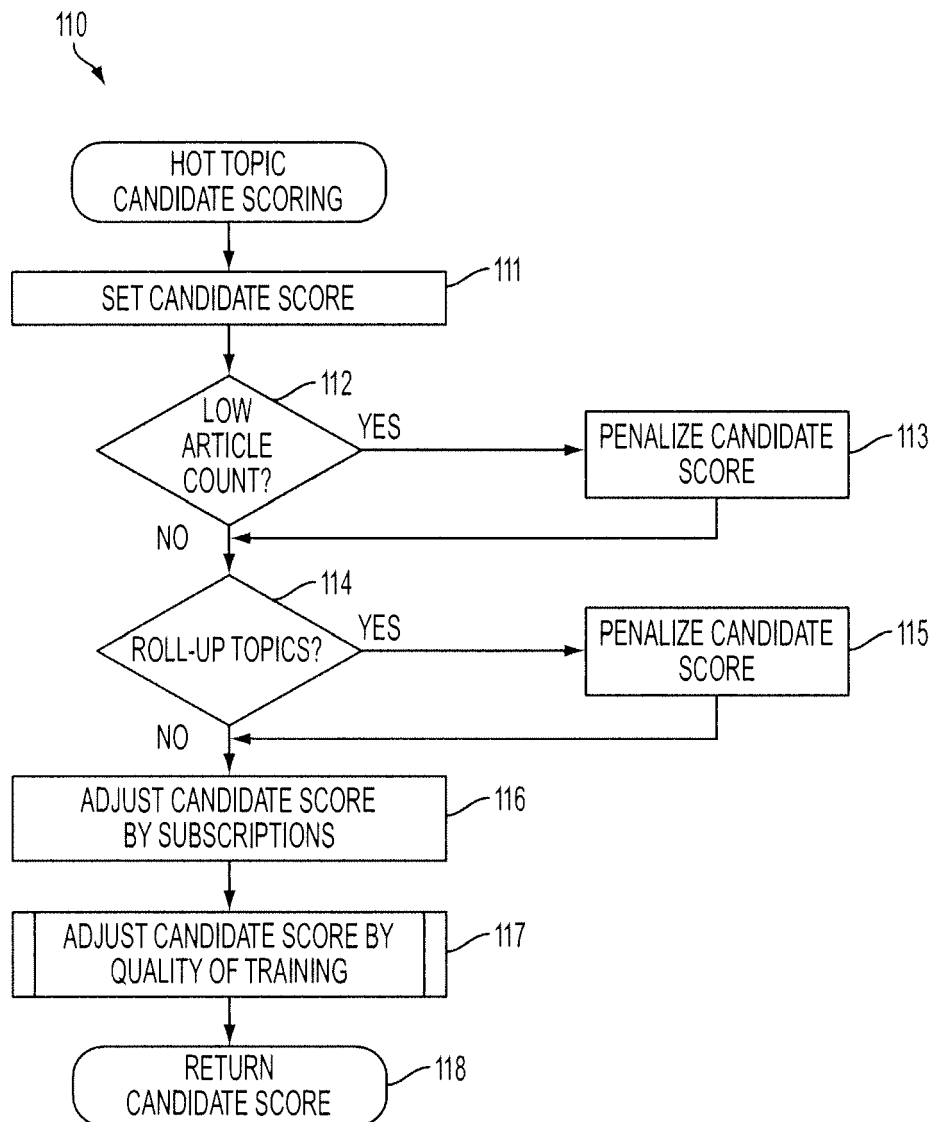 110
HOT TOPIC
CANDIDATE SCORING
111
SET CANDIDATE SCORE
112
LOW
ARTICLE
COUNT?
YES
PENALIZE CANDIDATE
SCORE
113
NO
114
ROLL-UP TOPICS?
YES
PENALIZE CANDIDATE
SCORE
115
NO
ADJUST CANDIDATE SCORE
BY SUBSCRIPTIONS
116
ADJUST CANDIDATE SCORE BY
QUALITY OF TRAINING
117
RETURN
CANDIDATE SCORE
118